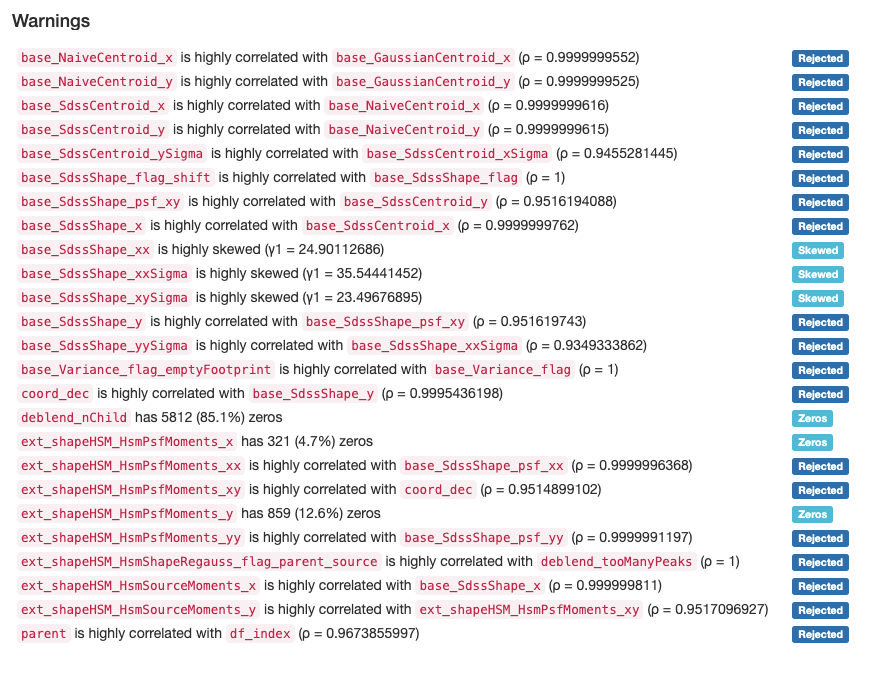 Warnings
base_NaiveCentroid_x is highly correlated with base_GaussianCentroid_x (ρ = 0.9999999552) Rejected
base_NaiveCentroid_y is highly correlated with base_GaussianCentroid_y (ρ = 0.9999999525) Rejected
base_SdssCentroid_x is highly correlated with base_NaiveCentroid_x (ρ = 0.9999999616) Rejected
base_SdssCentroid_y is highly correlated with base_NaiveCentroid_y (ρ = 0.9999999615) Rejected
base_SdssCentroid_ySigma is highly correlated with base_SdssCentroid_xSigma (ρ = 0.9455281445) Rejected
base_SdssShape_flag_shift is highly correlated with base_SdssShape_flag (ρ = 1) Rejected
base_SdssShape_psf_xy is highly correlated with base_SdssCentroid_y (ρ = 0.9516194088) Rejected
base_SdssShape_x is highly correlated with base_SdssCentroid_x (ρ = 0.9999999762) Rejected
base_SdssShape_xx is highly skewed (γ1 = 24.90112686) Skewed
base_SdssShape_xxSigma is highly skewed (γ1 = 35.54441452) Skewed
base_SdssShape_xySigma is highly skewed (γ1 = 23.49676895) Skewed
base_SdssShape_y is highly correlated with base_SdssShape_psf_xy (ρ = 0.951619743) Rejected
base_SdssShape_yySigma is highly correlated with base_SdssShape_xxSigma (ρ = 0.9349333862) Rejected
base_Variance_flag_emptyFootprint is highly correlated with base_Variance_flag (ρ = 1) Rejected
coord_dec is highly correlated with base_SdssShape_y (ρ = 0.9995436198) Rejected
deblend_nChild has 5812 (85.1%) zeros Zeros
ext_shapeHSM_HsmPsfMoments_x has 321 (4.7%) zeros Zeros
ext_shapeHSM_HsmPsfMoments_xx is highly correlated with base_SdssShape_psf_xx (ρ = 0.9999996368) Rejected
ext_shapeHSM_HsmPsfMoments_xy is highly correlated with coord_dec (ρ = 0.9514899102) Rejected
ext_shapeHSM_HsmPsfMoments_y has 859 (12.6%) zeros Zeros
ext_shapeHSM_HsmPsfMoments_yy is highly correlated with base_SdssShape_psf_yy (ρ = 0.9999991197) Rejected
ext_shapeHSM_HsmShapeRegauss_flag_parent_source is highly correlated with deblend_tooManyPeaks (ρ = 1) Rejected
ext_shapeHSM_HsmSourceMoments_x is highly correlated with base_SdssShape_x (ρ = 0.999999811) Rejected
ext_shapeHSM_HsmSourceMoments_y is highly correlated with ext_shapeHSM_HsmPsfMoments_xy (ρ = 0.9517096927) Rejected
parent is highly correlated with df_index (ρ = 0.9673855997) Rejected